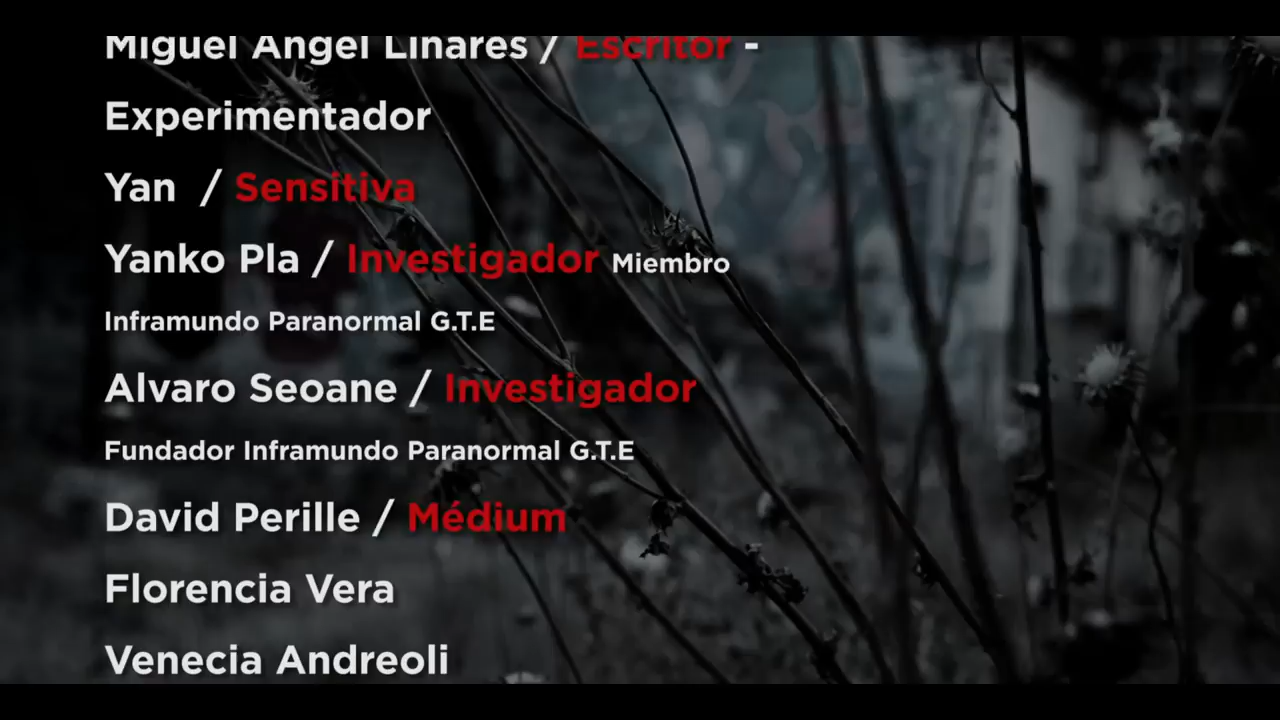 Miguel Angel Linares / Escritor -
Experimentador
Yan / Sensitiva
Yanko Pla / Investigador Miembro
Inframundo Paranormal G.T.E
Alvaro Seoane / Investigador
Fundador Inframundo Paranormal G.T.E
David Perille / Médium
Florencia Vera
Venecia Andreoli